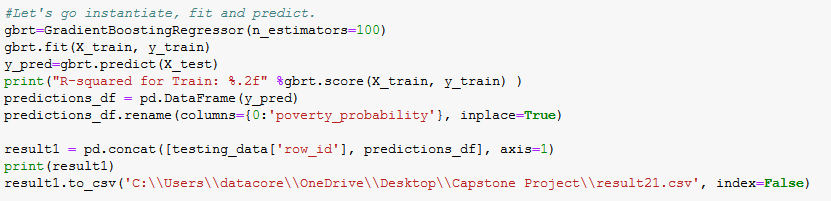 #Let's go instantiate, fit and predict.
gbrt=GradientBoostingRegressor(n_estimators=100)
gbrt.fit(X_train, y_train)
y_pred=gbrt.predict(X_test)
print("R-squared for Train: %.2f" %gbrt.score(X_train, y_train) )
predictions_df = pd.DataFrame(y_pred)
predictions_df.rename(columns={0:'poverty_probability'}, inplace=True)
result1 = pd.concat([testing_data['row_id'], predictions_df], axis=1)
print(result1)
result1.to_csv('C:\\Users\\datacore\\OneDrive\\Desktop\\Capstone Project\\result21.csv', index=False)